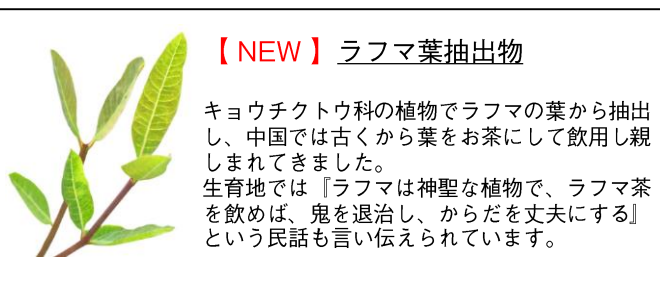 【 NEW 】ラフマ葉抽出物
キョウチクトウ科の植物でラフマの葉から抽出
し、中国では古くから葉をお茶にして飲用し親
しまれてきました。
生育地では『ラフマは神聖な植物で、ラフマ茶
を飲めば、鬼を退治し、からだを丈夫にする』
という民話も言い伝えられています。